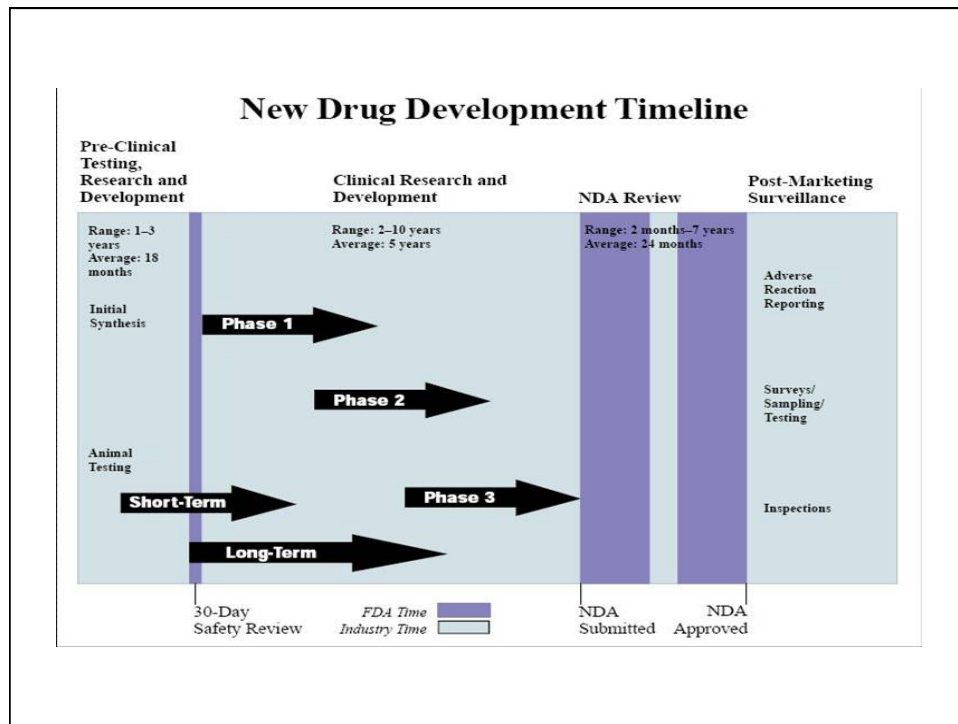 New Drug Development Timeline
Pre-Clinical
Testing,
Research and
Development
Clinical Research and
Development
NDA Review
Post-Marketing
Surveillance
Range: 1–3
years
Average: 18
months
Range: 2–10 years
Average: 5 years
Range: 2 months–7 years
Average: 24 months
Initial
Synthesis
Phase 1
Adverse
Reaction
Reporting
Phase 2
Surveys/
Sampling/
Testing
Animal
Testing
Short-Term
Phase 3
Inspections
Long-Term
30-Day
Safety Review
FDA Time
Industry Time
NDA
Submitted
NDA
Approved